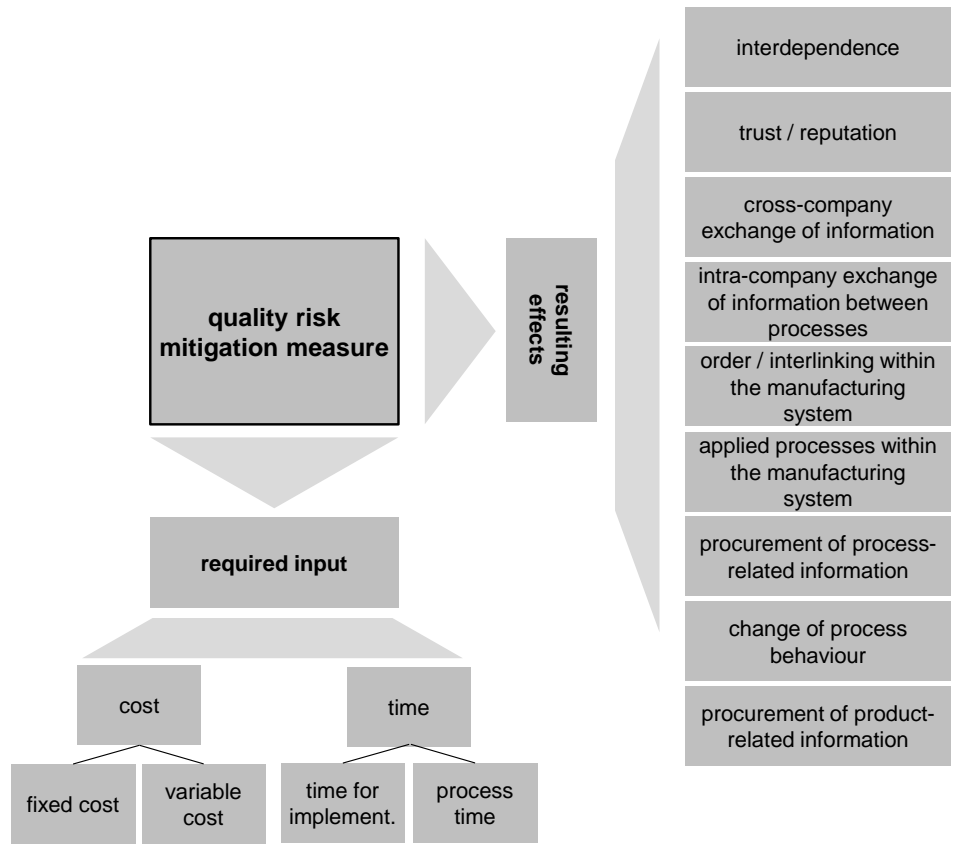 interdependence
trust / reputation
cross-company
exchange of information
intra-company exchange
of information between
processes
order / interlinking within
the manufacturing
system
applied processes within
the manufacturing
system
procurement of process-
related information
change of process
behaviour
procurement of product-
related information
quality risk
mitigation measure
resulting
effects
required input
cost
time
fixed cost
variable
cost
time for
implement.
process
time